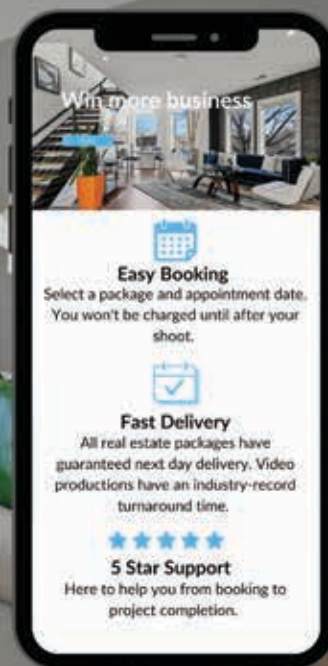 Win more business
Easy Booking
Select a package and appointment date.
You won't be charged until after your
shoot.
Fast Delivery
All real estate packages have
guaranteed next day delivery. Video
productions have an industry-record
turnaround time.
5 Star Support
Here to help you from booking to
project completion.